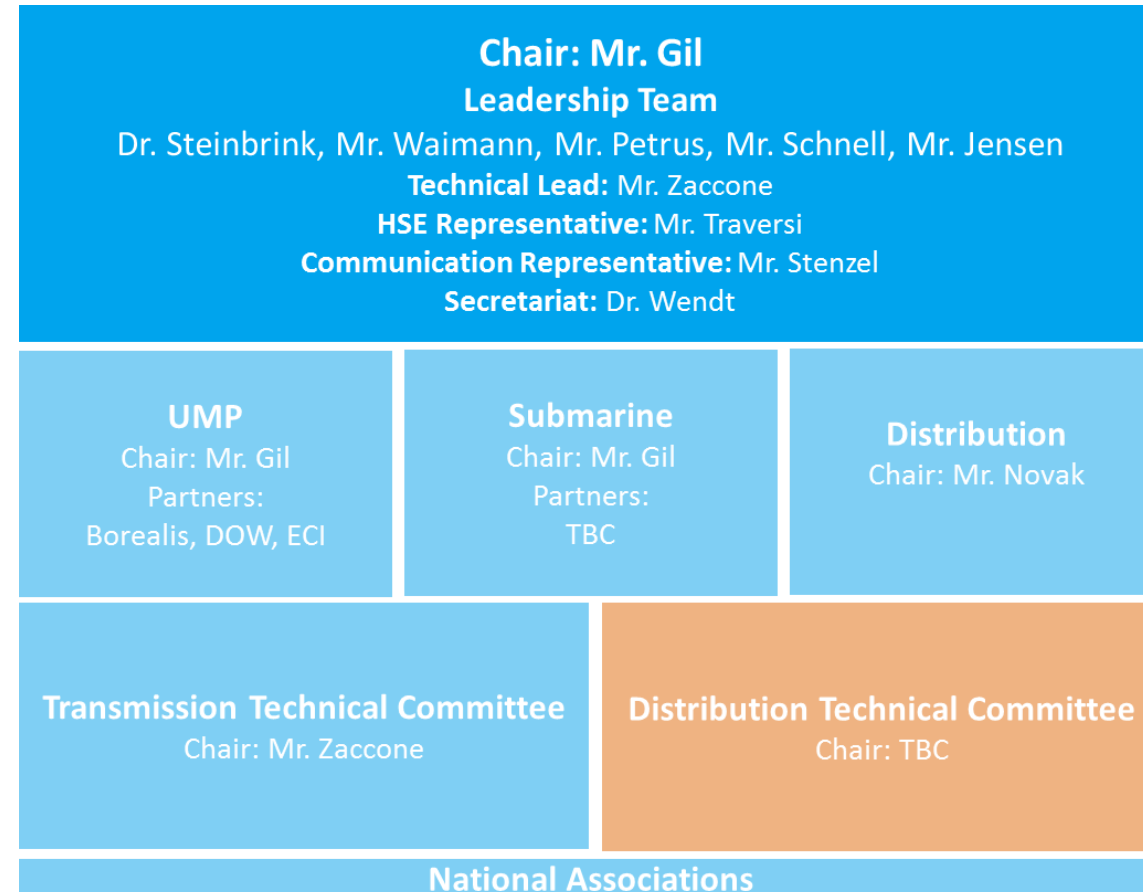 Chair: Mr. Gil
Leadership Team
Dr. Steinbrink, Mr. Waimann, Mr. Petrus, Mr. Schnell, Mr. Jensen
Technical Lead: Mr. Zaccone
HSE Representative: Mr. Traversi
Communication Representative: Mr. Stenzel
Secretariat: Dr. Wendt
UMP
Chair: Mr. Gil
Partners:
Borealis, DOW, ECI
Submarine
Chair: Mr. Gil
Partners:
TBC
Distribution
Chair: Mr. Novak
Transmission Technical Committee
Chair: Mr. Zaccone
Distribution Technical Committee
Chair: TBC
National Associations